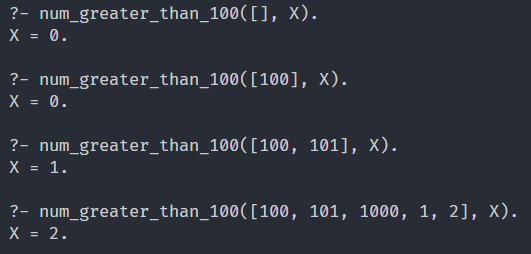 ?- num_greater_than_100([], X).
X = 0.
?- num_greater_than_100([100], X).
X = 0.
?- num_greater_than_100([100, 101], X).
X = 1.
?- num_greater_than_100([100, 101, 1000, 1, 2], X).
X = 2.